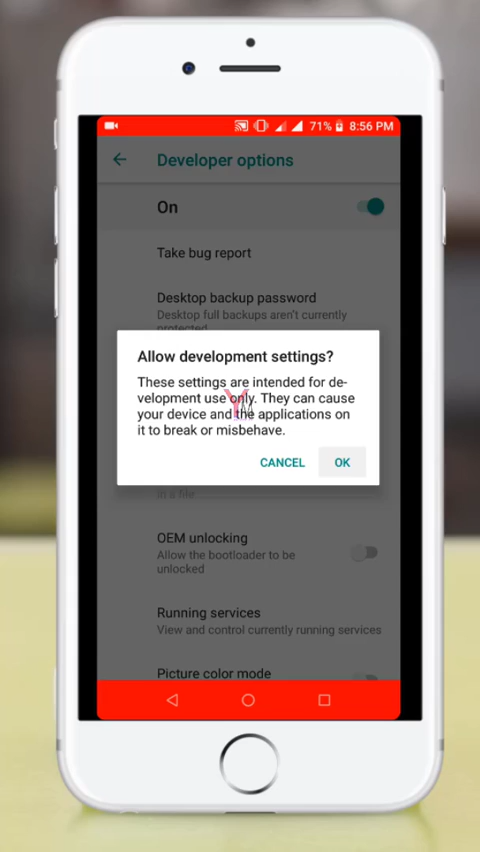 71% 8:56 PM
Developer options
On
Take bug report
Desktop backup password
Desktop full backups aren't currently
protected
Allow development settings?
These settings are intended for de-
velopment use only. They can cause
your device and the applications on
it to break or misbehave.
CANCEL OK
in a file
OEM unlocking
Allow the bootloader to be
unlocked
Running services
View and control currently running services
Picture color mode